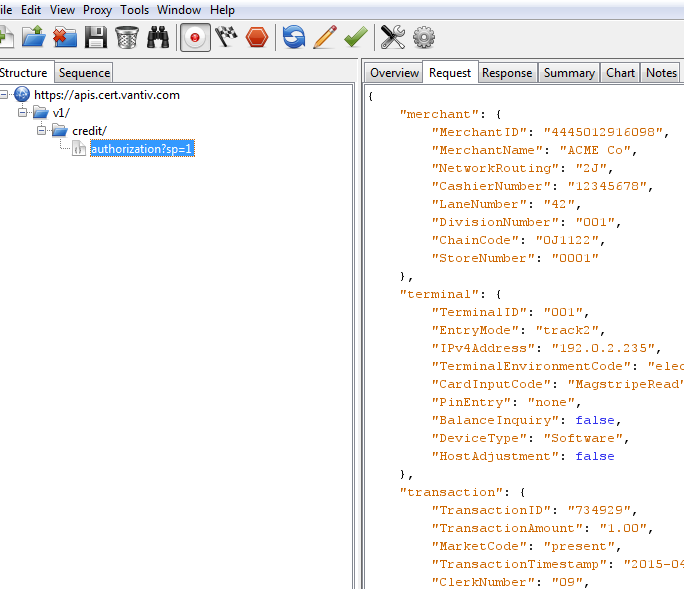 ile Edit View Proxy Tools Window Help
Structure Sequence
https://apis.cert.vantiv.com
v1/
credit/
authorization?sp=1
Overview Request Response Summary Chart Notes
{
"merchant": {
"MerchantID": "4445012916098",
"MerchantName": "ACME Co",
"NetworkRouting": "2J",
"CashierNumber": "12345678",
"LaneNumber": "42",
"DivisionNumber": "001",
"ChainCode": "0J1122",
"StoreNumber": "0001"
},
"terminal": {
"TerminalID": "001",
"EntryMode": "track2",
"IPv4Address": "192.0.2.235",
"TerminalEnvironmentCode": "elec
"CardInputCode": "MagstripeRead"
"PinEntry": "none",
"BalanceInquiry": false,
"DeviceType": "Software",
"HostAdjustment": false
},
"transaction": {
"TransactionID": "734929",
"TransactionAmount": "1.00",
"MarketCode": "present",
"TransactionTimestamp": "2015-04
"ClerkNumber": "09",